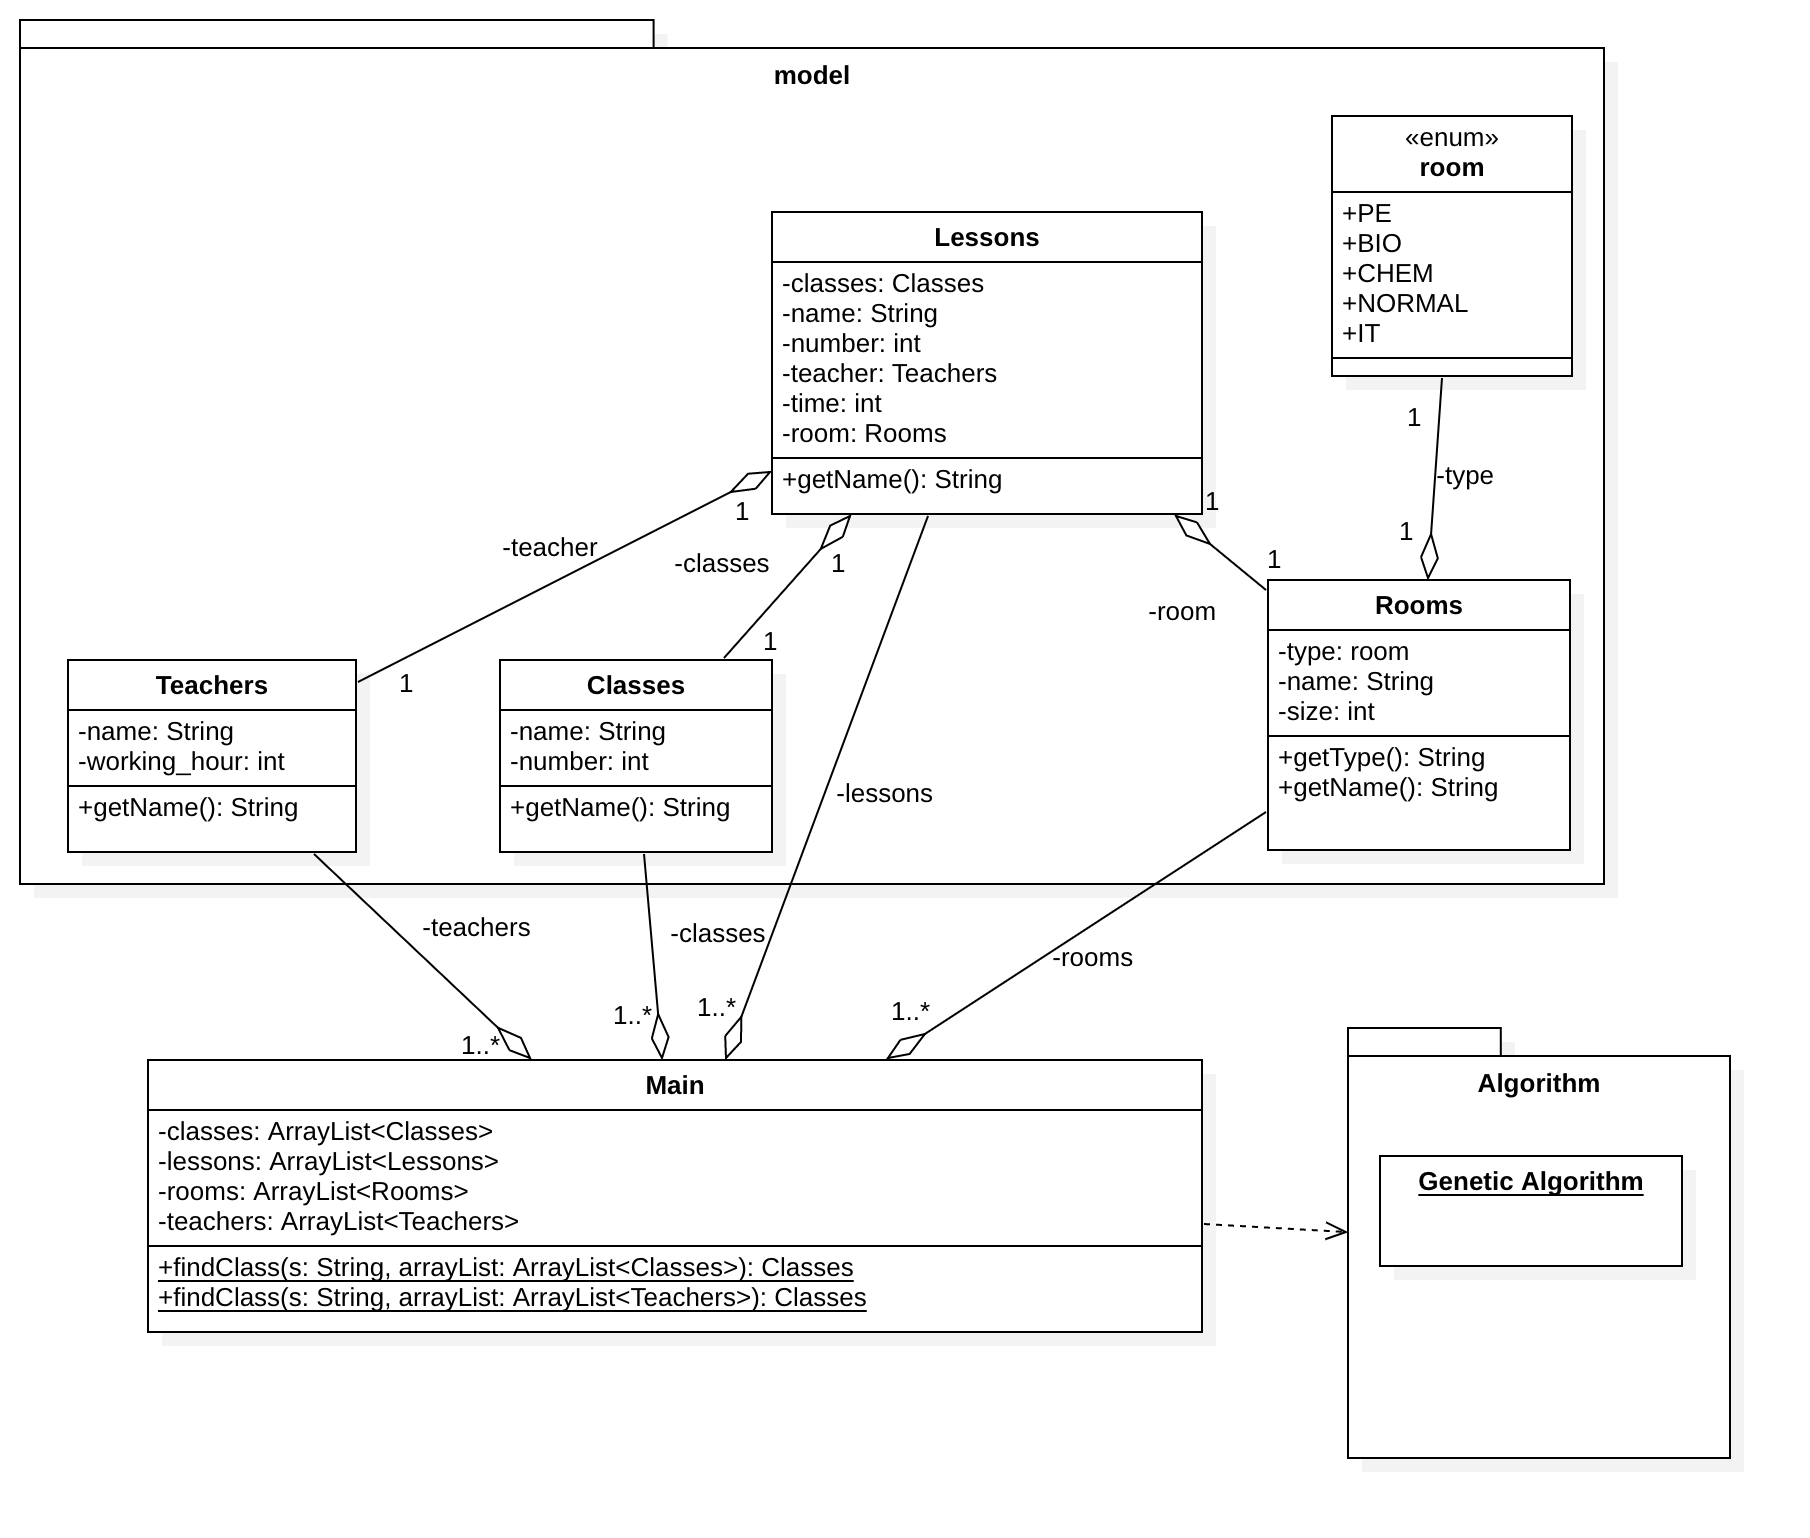 model
«enum»
room
+PE
+BIO
+CHEM
+NORMAL
+IT
Lessons
-classes: Classes
-name: String
-number: int
-teacher: Teachers
-time: int
-room: Rooms
+getName(): String
1
-type
1
1
-teacher
1
1
-classes
1
1
1
1
-room
Teachers
-name: String
-working_hour: int
+getName(): String
Classes
-name: String
-number: int
+getName(): String
Rooms
-type: room
-name: String
-size: int
+getType(): String
+getName(): String
-lessons
-teachers
-classes
-rooms
1..*
1..*
1..*
1..*
Main
-classes: ArrayList<Classes>
-lessons: ArrayList<Lessons>
-rooms: ArrayList<Rooms>
-teachers: ArrayList<Teachers>
+findClass(s: String, arrayList: ArrayList<Classes>): Classes
+findClass(s: String, arrayList: ArrayList<Teachers>): Classes
Algorithm
Genetic Algorithm